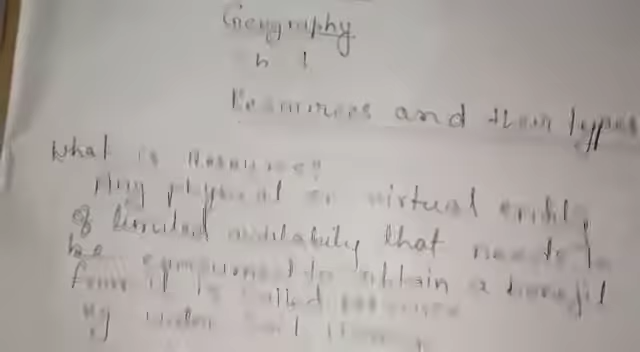 Geography
h 1
Resources and their types
What is Resource?
Any physical or virtual entity
of limited availability that needs to
be consumed to obtain a benefit
from it is called resource